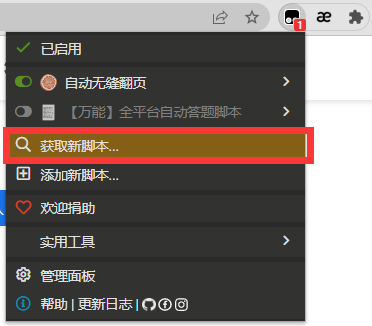 1
æ
已启用
自动无缝翻页
【万能】全平台自动答题脚本
获取新脚本...
添加新脚本...
欢迎捐助
实用工具
管理面板
帮助 | 更新日志 |